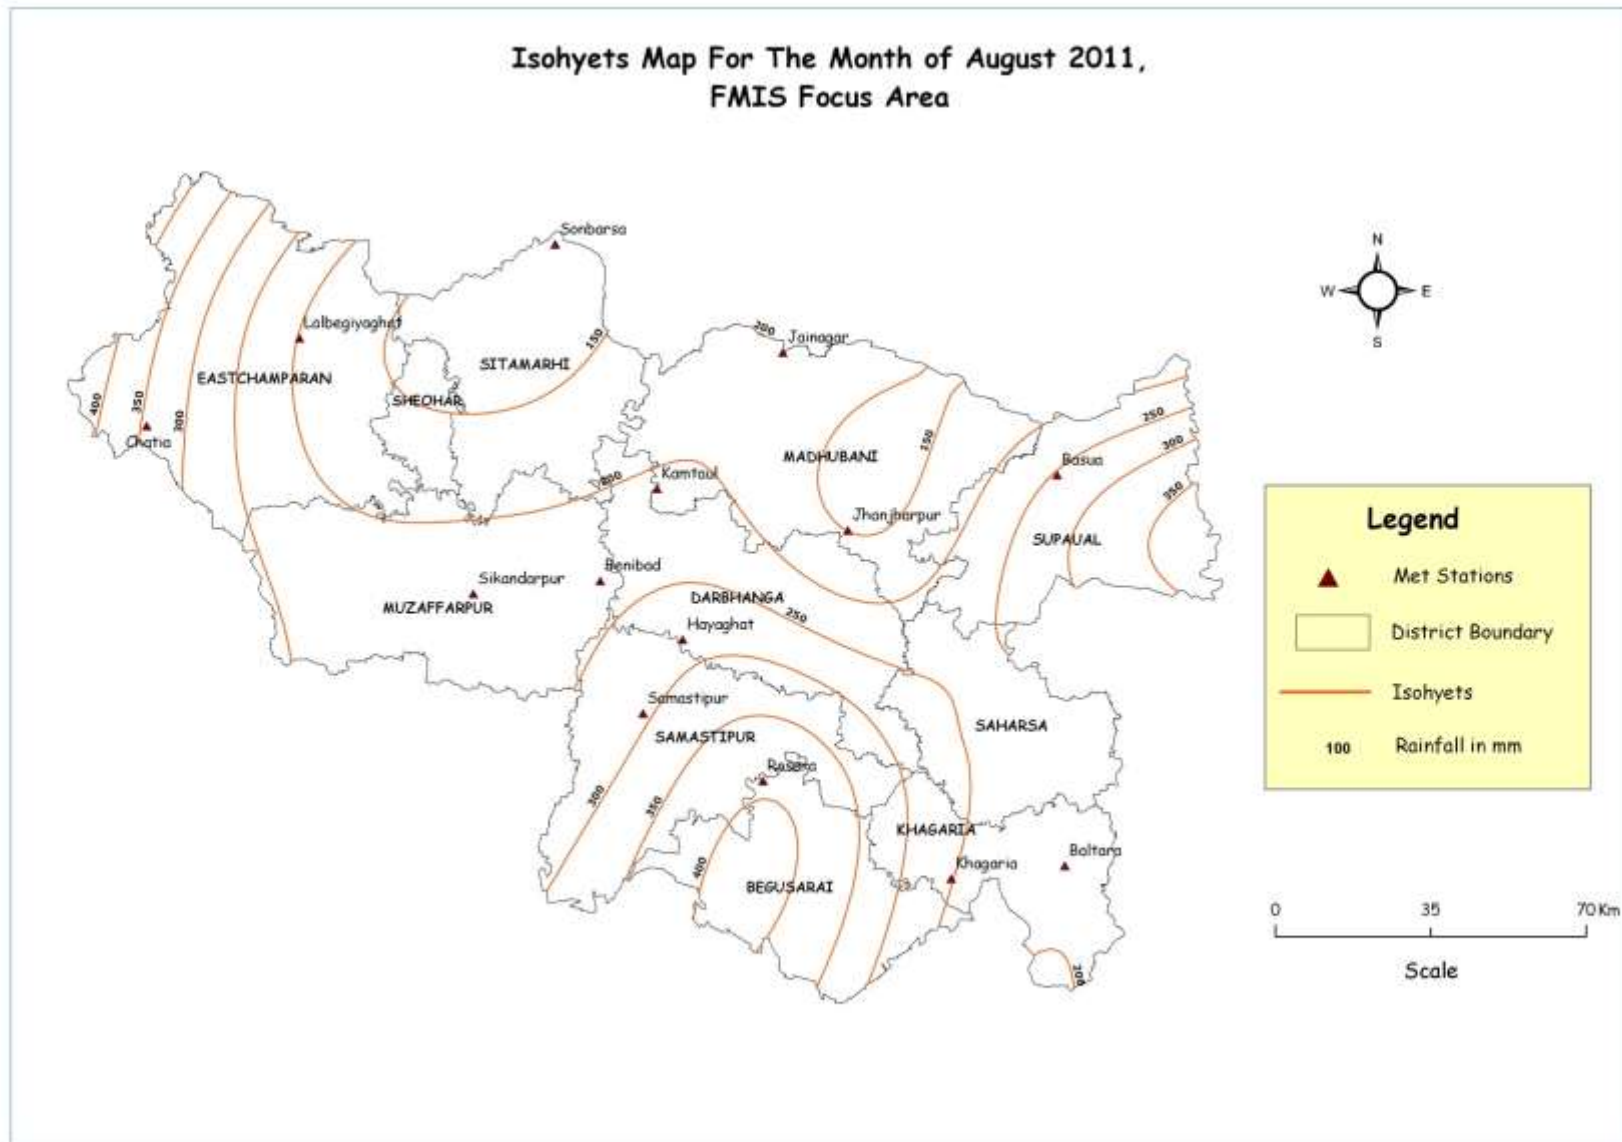 Isohyets Map For The Month of August 2011,
FMIS Focus Area
Sonbarsa
N
W
E
S
Lalbegiyaghat
200
Jainagar
150
SITAMARHI
EASTCHAMPARAN
SHEOHAR
400
350
300
Chatia
250
300
350
Basua
MADHUBANI
150
Kamtaul
200
Jhanjharpur
SUPAUAL
Sikandarpur
Benibad
MUZAFFARPUR
DARBHANGA
250
Hayaghat
Samastipur
SAMASTIPUR
SAHARSA
Rosera
300
350
400
KHAGARIA
Khagaria
Baltara
BEGUSARAI
200
Legend
Met Stations
District Boundary
Isohyets
100
Rainfall in mm
0
35
70 Km
Scale